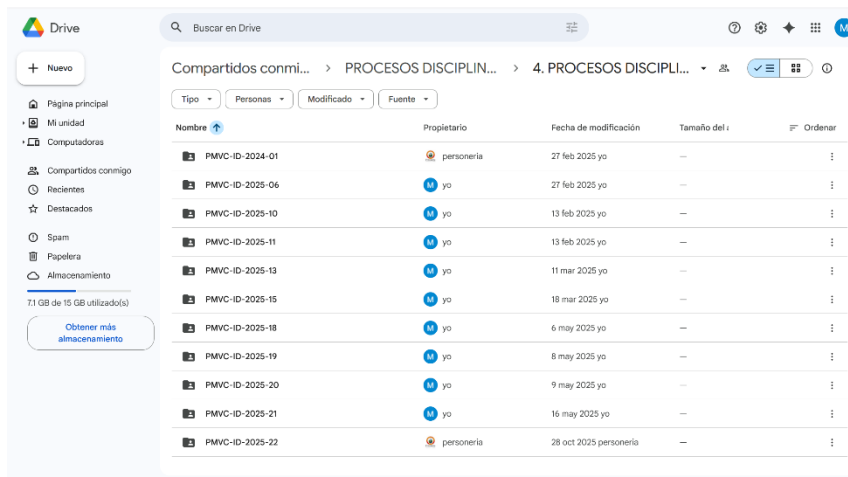 Drive
Buscar en Drive
M
Nuevo
Compartidos conmi... > PROCESOS DISCIPLIN... > 4. PROCESOS DISCIPLI...
Tipo Personas Modificado Fuente
Página principal
Mi unidad
Computadoras
Compartidos conmigo
Recientes
Destacados
Spam
Papelera
Almacenamiento
7.1 GB de 15 GB utilizado(s)
Obtener más
almacenamiento
Nombre Propietario Fecha de modificación Tamaño del a Ordenar
PMVC-ID-2024-01 personeria 27 feb 2025 yo —
PMVC-ID-2025-06 M yo 27 feb 2025 yo —
PMVC-ID-2025-10 M yo 13 feb 2025 yo —
PMVC-ID-2025-11 M yo 13 feb 2025 yo —
PMVC-ID-2025-13 M yo 11 mar 2025 yo —
PMVC-ID-2025-15 M yo 18 mar 2025 yo —
PMVC-ID-2025-18 M yo 6 may 2025 yo —
PMVC-ID-2025-19 M yo 8 may 2025 yo —
PMVC-ID-2025-20 M yo 9 may 2025 yo —
PMVC-ID-2025-21 M yo 16 may 2025 yo —
PMVC-ID-2025-22 personeria 28 oct 2025 personeria —